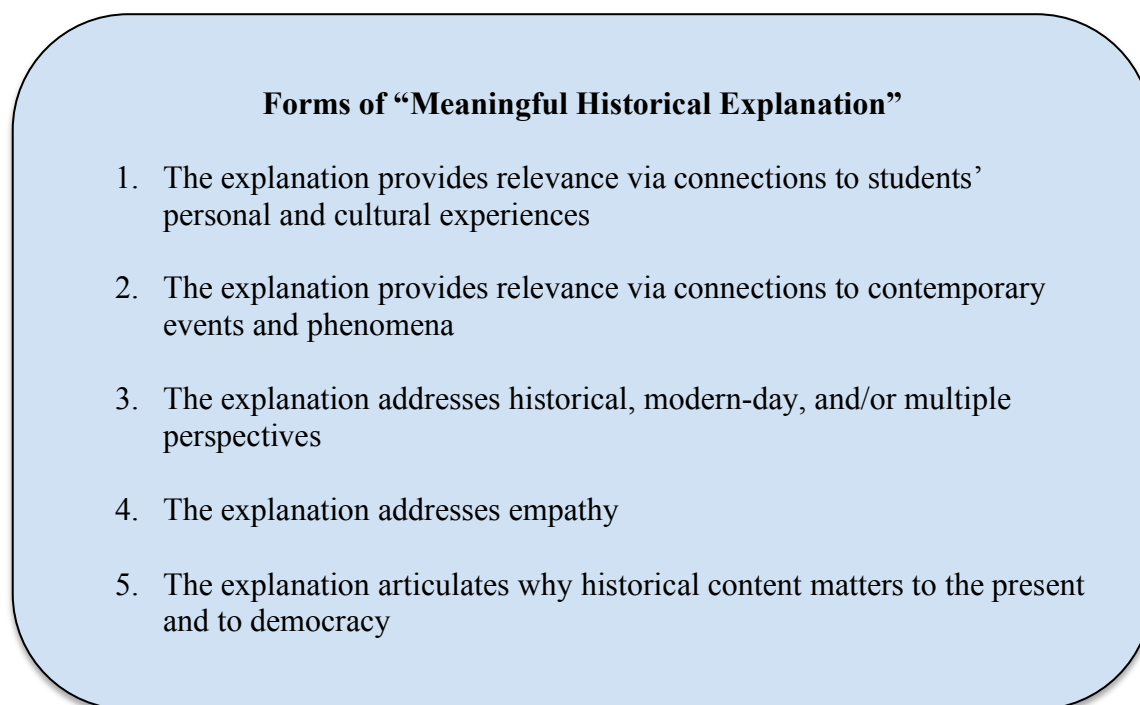 Forms of “Meaningful Historical Explanation”
1. The explanation provides relevance via connections to students’
personal and cultural experiences
2. The explanation provides relevance via connections to contemporary
events and phenomena
3. The explanation addresses historical, modern-day, and/or multiple
perspectives
4. The explanation addresses empathy
5. The explanation articulates why historical content matters to the present
and to democracy